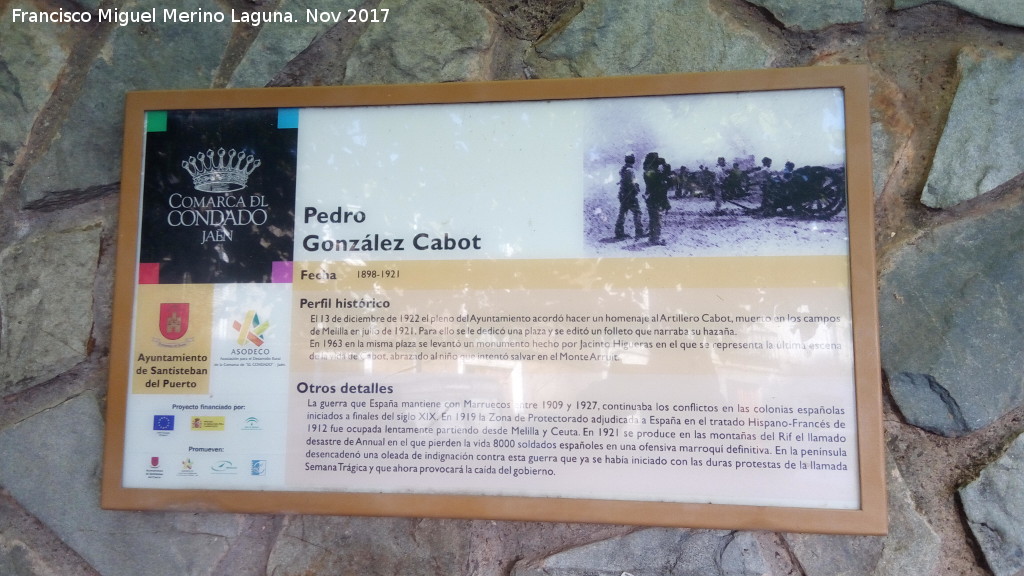 Francisco Miguel Merino Laguna. Nov 2017
COMARCA DEL
CONDADO
JAÉN
Pedro
González Cabot
Fecha 1898-1921
Perfil histórico
El 13 de diciembre de 1922 el pleno del Ayuntamiento acordó hacer un homenaje al Artillero Cabot, muerto en los campos
de Melilla en julio de 1921. Para ello se le dedicó una plaza y se editó un folleto que narraba su hazaña.
En 1963 en la misma plaza se levantó un monumento hecho por Jacinto Higueras en el que se representa la última escena
de la vida de Cabot, abrazado al niño que intentó salvar en el Monte Arruit.
Ayuntamiento
de Santisteban
del Puerto
ASODECO
Otros detalles
La guerra que España mantiene con Marruecos entre 1909 y 1927, continuaba los conflictos en las colonias españolas
iniciados a finales del siglo XIX. En 1919 la Zona de Protectorado adjudicada a España en el tratado Hispano-Francés de
1912 fue ocupada lentamente partiendo desde Melilla y Ceuta. En 1921 se produce en las montañas del Rif el llamado
desastre de Annual en el que pierden la vida 8000 soldados españoles en una ofensiva marroquí definitiva. En la península
desencadenó una oleada de indignación contra esta guerra que ya se había iniciado con las duras protestas de la llamada
Semana Trágica y que ahora provocará la caída del gobierno.
Proyecto financiado por:
Promueven: